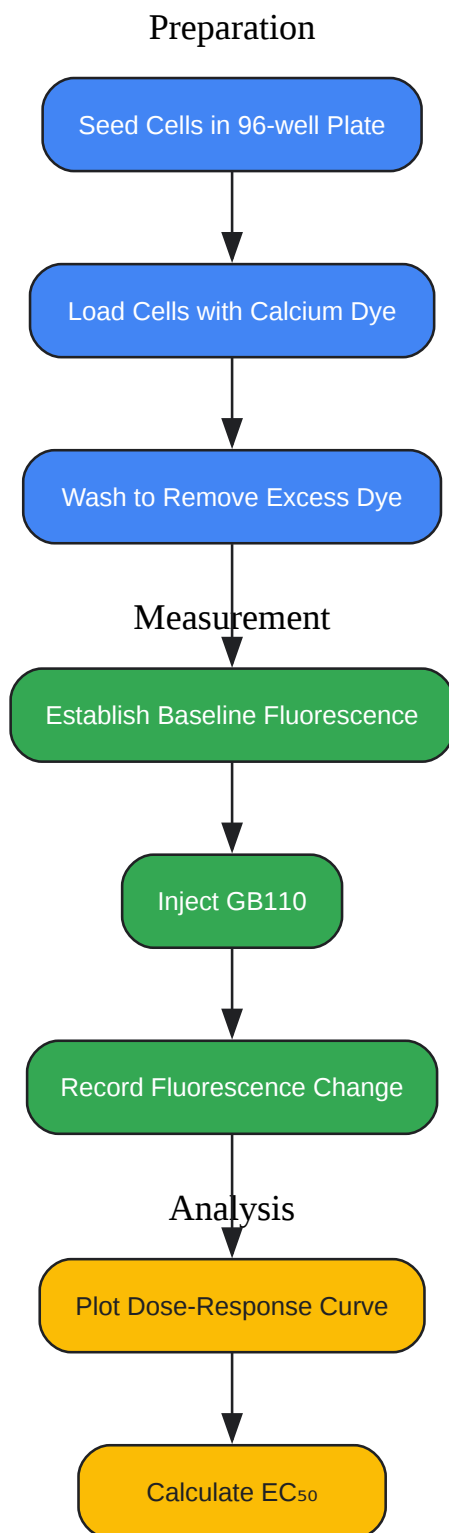 Preparation
Seed Cells in 96-well Plate
Load Cells with Calcium Dye
Wash to Remove Excess Dye
Measurement
Establish Baseline Fluorescence
Inject GB110
Record Fluorescence Change
Analysis
Plot Dose-Response Curve
Calculate EC₅₀